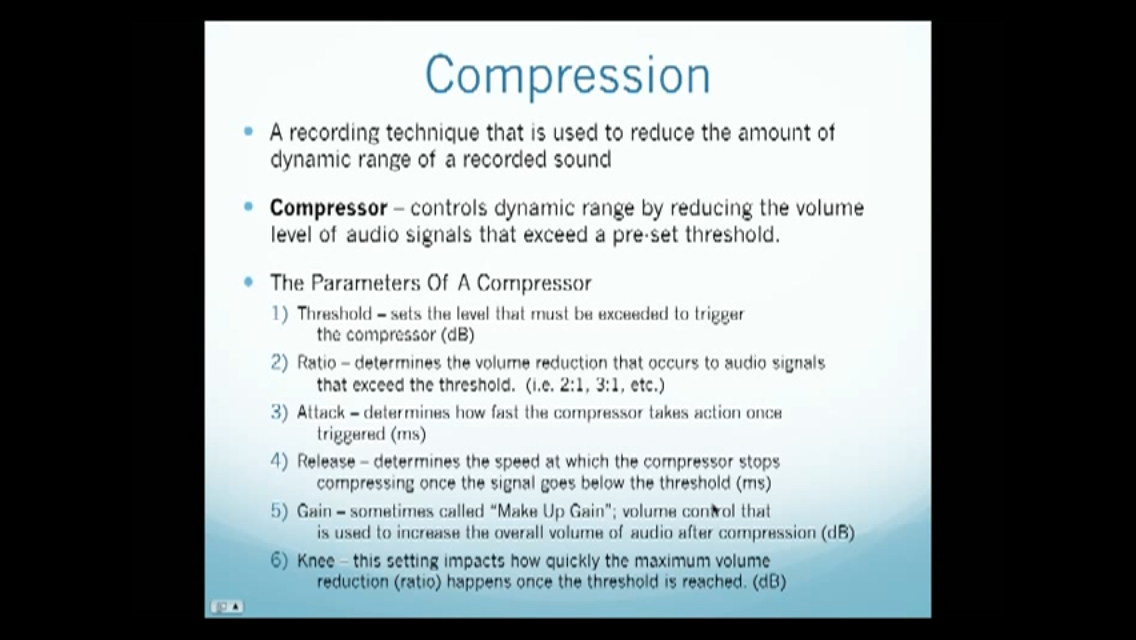 Compression
• A recording technique that is used to reduce the amount of
dynamic range of a recorded sound
• Compressor – controls dynamic range by reducing the volume
level of audio signals that exceed a pre-set threshold.
• The Parameters Of A Compressor
1) Threshold – sets the level that must be exceeded to trigger
the compressor (dB)
2) Ratio – determines the volume reduction that occurs to audio signals
that exceed the threshold. (i.e. 2:1, 3:1, etc.)
3) Attack – determines how fast the compressor takes action once
triggered (ms)
4) Release – determines the speed at which the compressor stops
compressing once the signal goes below the threshold (ms)
5) Gain – sometimes called "Make Up Gain"; volume control that
is used to increase the overall volume of audio after compression (dB)
6) Knee – this setting impacts how quickly the maximum volume
reduction (ratio) happens once the threshold is reached. (dB)